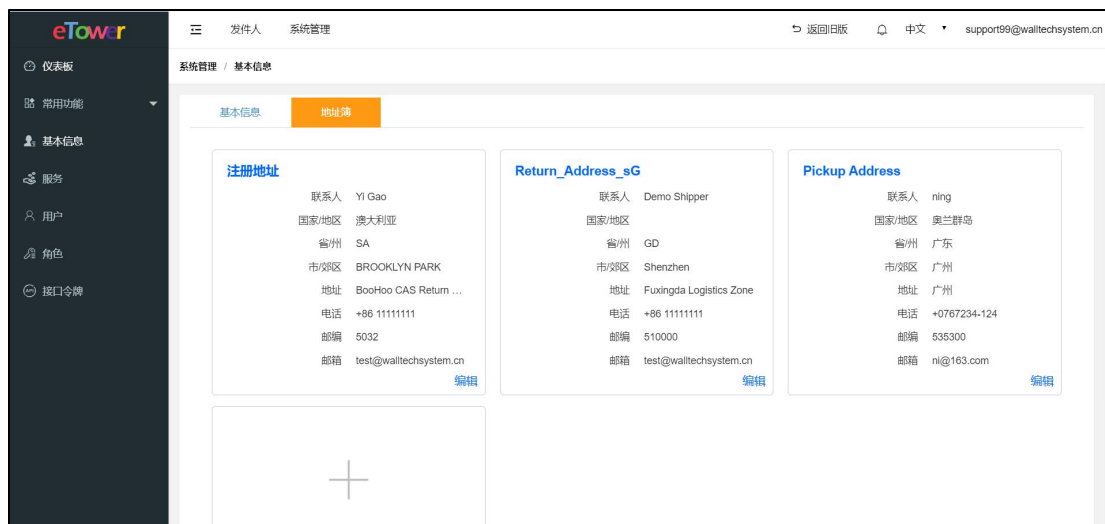 eTower
发件人 系统管理 返回旧版 中文 support99@walltechsystem.cn
仪表板
常用功能
基本信息
服务
用户
角色
API 接口令牌
系统管理 / 基本信息
基本信息 地址簿
注册地址
联系人 Yi Gao
国家/地区 澳大利亚
省/州 SA
市/郊区 BROOKLYN PARK
地址 BooHoo CAS Return ...
电话 +86 11111111
邮编 5032
邮箱 test@walltechsystem.cn
编辑
Return_Address_sG
联系人 Demo Shipper
国家/地区
省/州 GD
市/郊区 Shenzhen
地址 Fuxingda Logistics Zone
电话 +86 11111111
邮编 510000
邮箱 test@walltechsystem.cn
编辑
Pickup Address
联系人 ning
国家/地区 奥兰群岛
省/州 广东
市/郊区 广州
地址 广州
电话 +0767234-124
邮编 535300
邮箱 ni@163.com
编辑